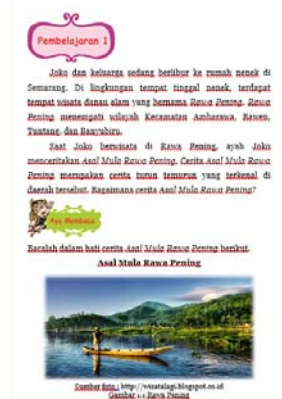 Pembelajaran 1
Joko dan keluarga sedang berlibur ke rumah nenek di
Semarang. Di lingkungan tempat tinggal nenek, terdapat
tempat wisata danau alam yang bernama Rawa Pening. Rawa
Pening menempati wilayah Kecamatan Ambarawa, Bawen,
Tuntang, dan Banyubiru.
Saat Joko berwisata di Rawa Pening, ayah Joko
menceritakan Asal Mula Rawa Pening. Cerita Asal Mula Rawa
Pening merupakan cerita turun temurun yang terkenal di
daerah tersebut. Bagaimana cerita Asal Mula Rawa Pening?
Ayo Membaca
Bacalah dalam hati cerita Asal Mula Rawa Pening berikut.
Asal Mula Rawa Pening
Sumber foto : http://wisatalagi.blogspot.co.id
Gambar 1.1 Rawa Pening